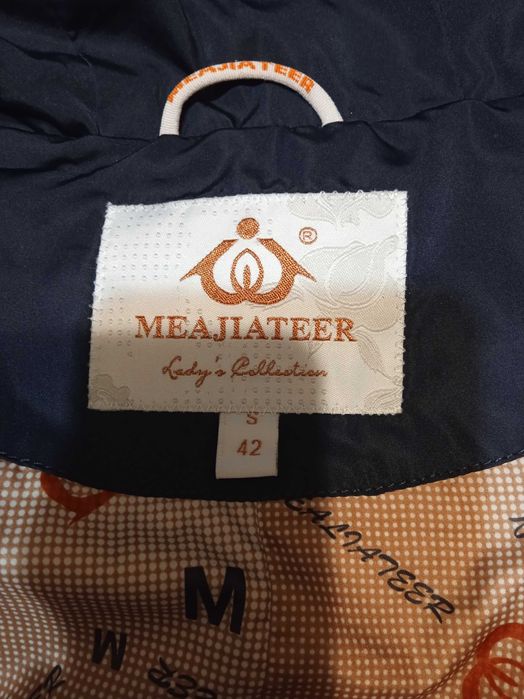 MEAJIATEER
®
MEAJIATEER
Lady's Collection
S
42
MEAJIATEER
M
M